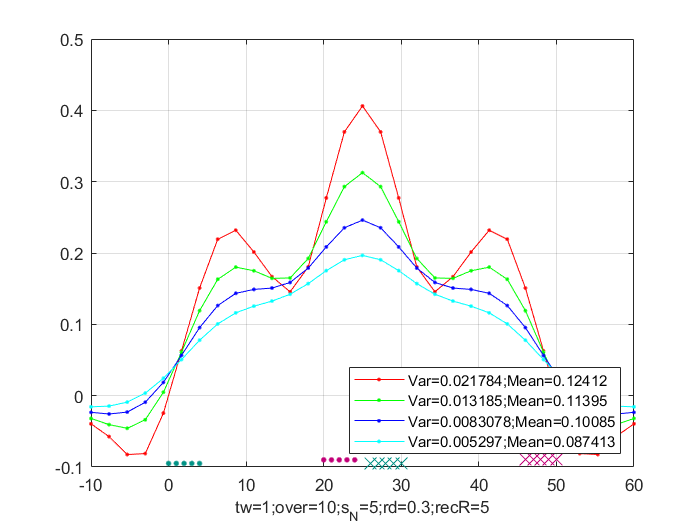 0.5
0.4
0.3
0.2
0.1
0
-0.1
Var=0.021784;Mean=0.12412
Var=0.013185;Mean=0.11395
Var=0.0083078;Mean=0.10085
Var=0.005297;Mean=0.087413
-10 0 10 20 30 40 50 60
tw=1;over=10;s_N=5;rd=0.3;recR=5